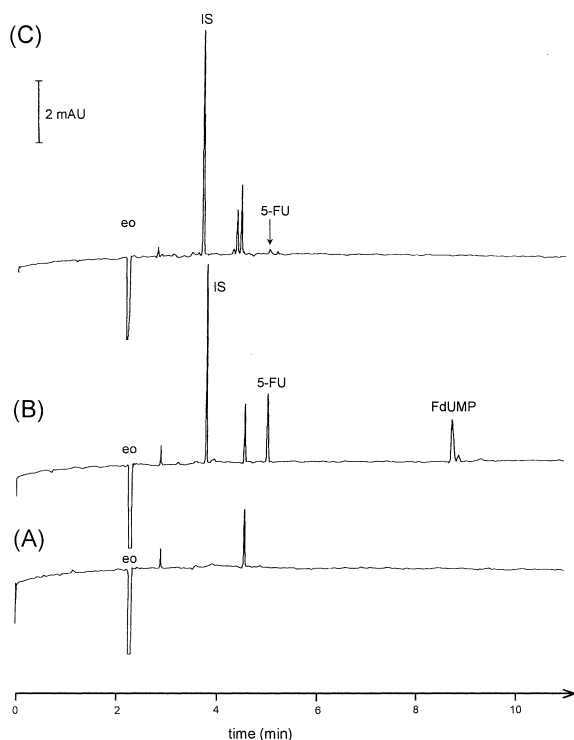 (C)
IS
2 mAU
eo
5-FU
IS
5-FU
(B)
FdUMP
eo
(A)
eo
0 2 4 6 8 10
time (min)